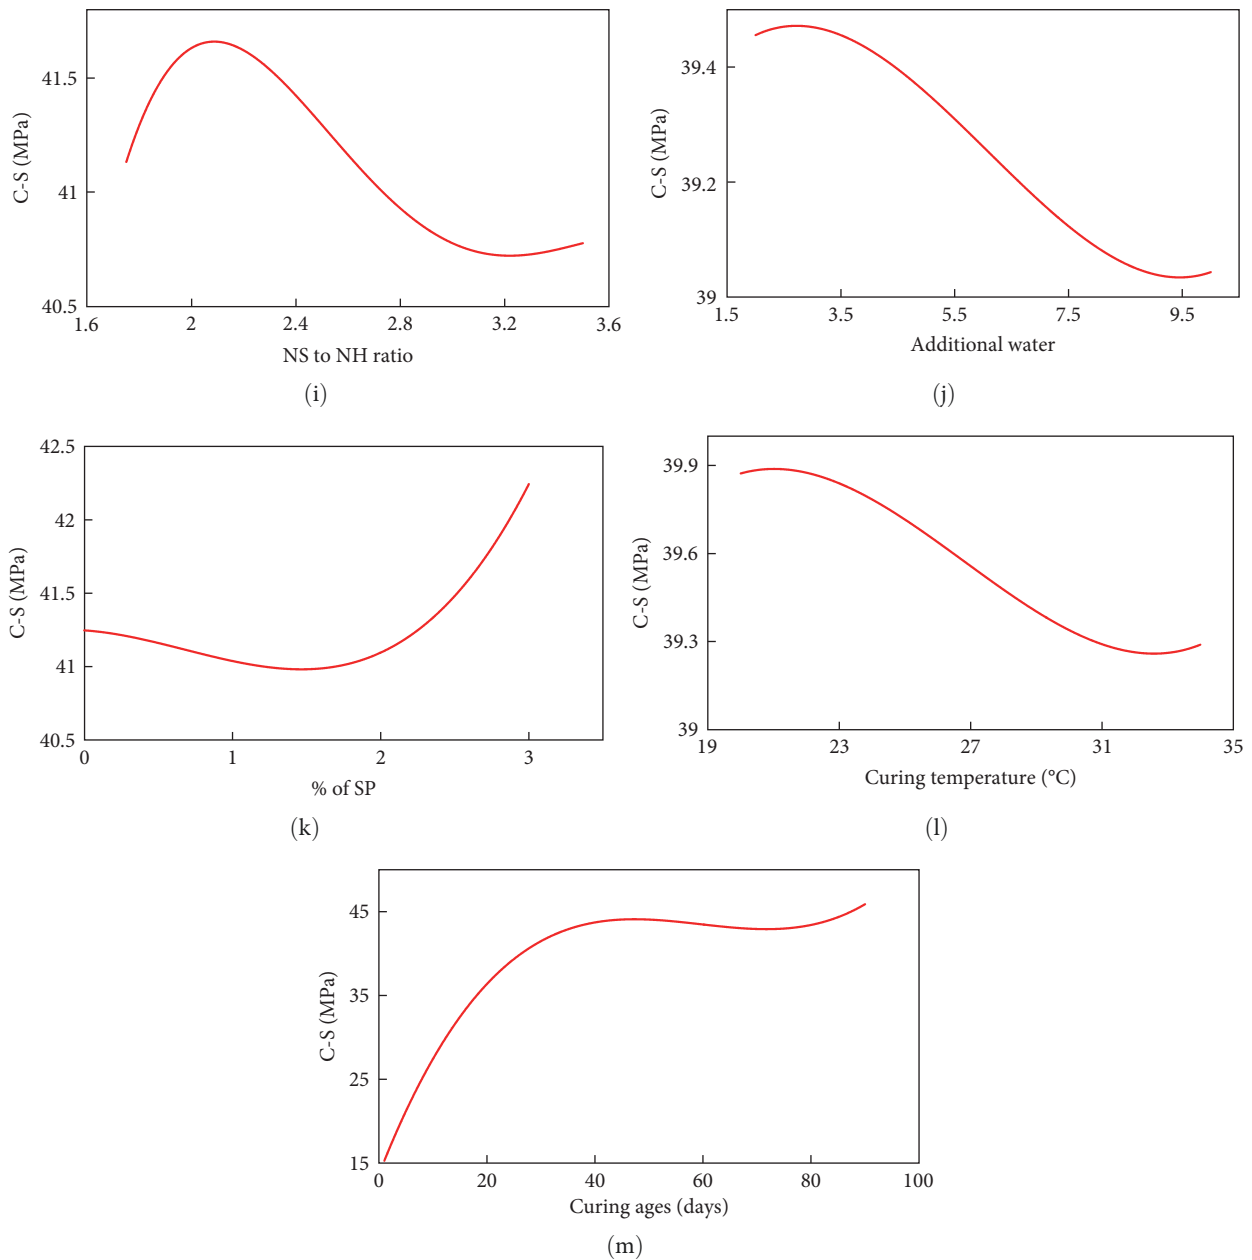 C-S (MPa)
41.5
41
40.5
1.6 2 2.4 2.8 3.2 3.6
NS to NH ratio
(i)
C-S (MPa)
39.4
39.2
39
1.5 3.5 5.5 7.5 9.5
Additional water
(j)
C-S (MPa)
42.5
42
41.5
41
40.5
0 1 2 3
% of SP
(k)
C-S (MPa)
39.9
39.6
39.3
39
19 23 27 31 35
Curing temperature (°C)
(l)
C-S (MPa)
45
35
25
15
0 20 40 60 80 100
Curing ages (days)
(m)